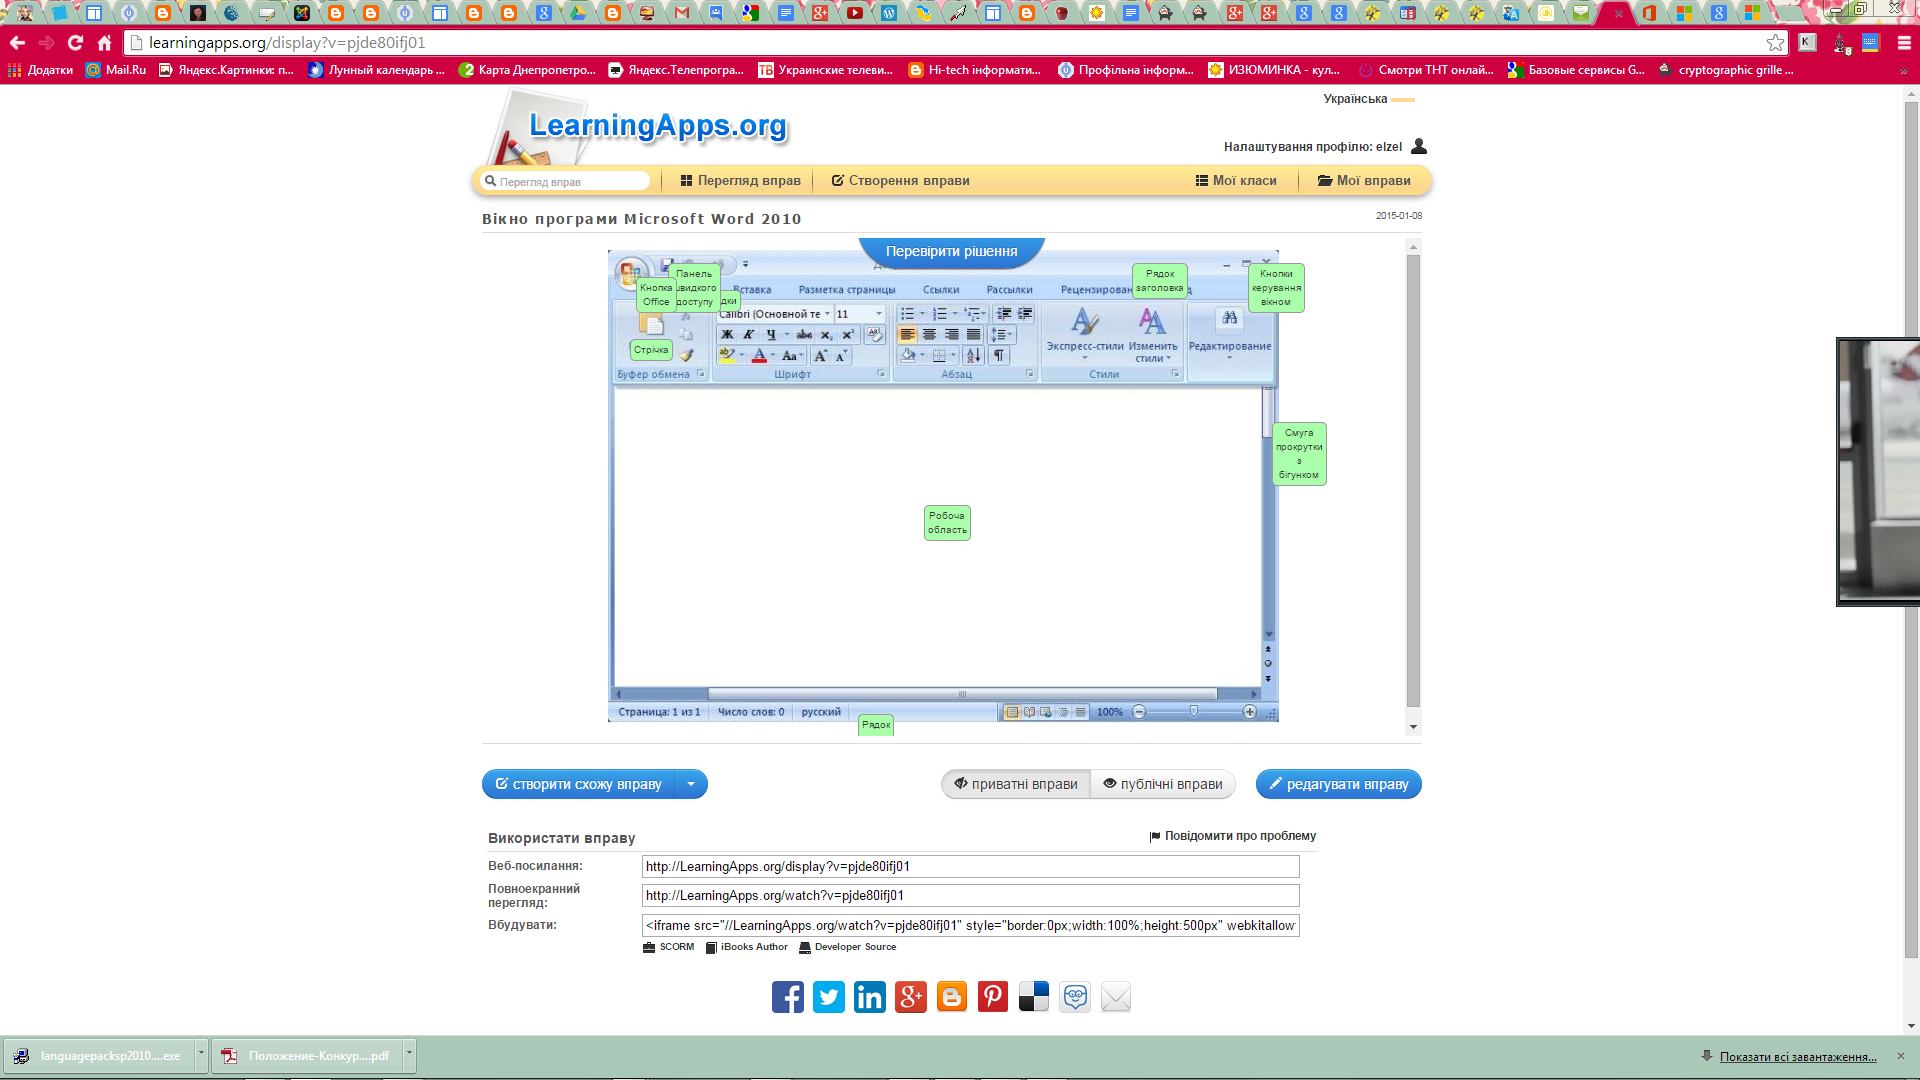 learningapps.org/display?v=pjde80ifj01
Додатки
Mail.Ru
Яндекс.Картинки: п...
Лунный календарь ...
Карта Днепропетро...
Яндекс.Телепрогра...
Украинские телеви...
Hi-tech інформати...
Профільна інформ...
ИЗЮМИНКА - кул...
Смотри ТНТ онлай...
Базовые сервисы G...
cryptographic grille ...
Українська
LearningApps.org
Налаштування профілю: elzel
Перегляд вправ
Перегляд вправ
Створення вправи
Мої класи
Мої вправи
Вікно програми Microsoft Word 2010
2015-01-08
Перевірити рішення
Панель
швидкого
доступу
Кнопка
Office
дки
Рядок
заголовка
Кнопки
керування
вікном
Вставка
Разметка страницы
Ссылки
Рассылки
Рецензирован
Calibri (Основной те
11
Стрічка
Экспресс-стили
Изменить
стили
Редактирование
Буфер обмена
Шрифт
Абзац
Стили
Смуга
прокрутки
з
бігунком
Робоча
область
Страница: 1 из 1
Число слов: 0
русский
100%
Рядок
створити схожу вправу
приватні вправи
публічні вправи
редагувати вправу
Використати вправу
Повідомити про проблему
Веб-посилання:
http://LearningApps.org/display?v=pjde80ifj01
Повноекранний
перегляд:
http://LearningApps.org/watch?v=pjde80ifj01
Вбудувати:
<iframe src="//LearningApps.org/watch?v=pjde80ifj01" style="border:0px;width:100%;height:500px" webkitallow
SCORM
iBooks Author
Developer Source
languagepacksp2010....exe
Положение-Конкур....pdf
Показати всі завантаження...